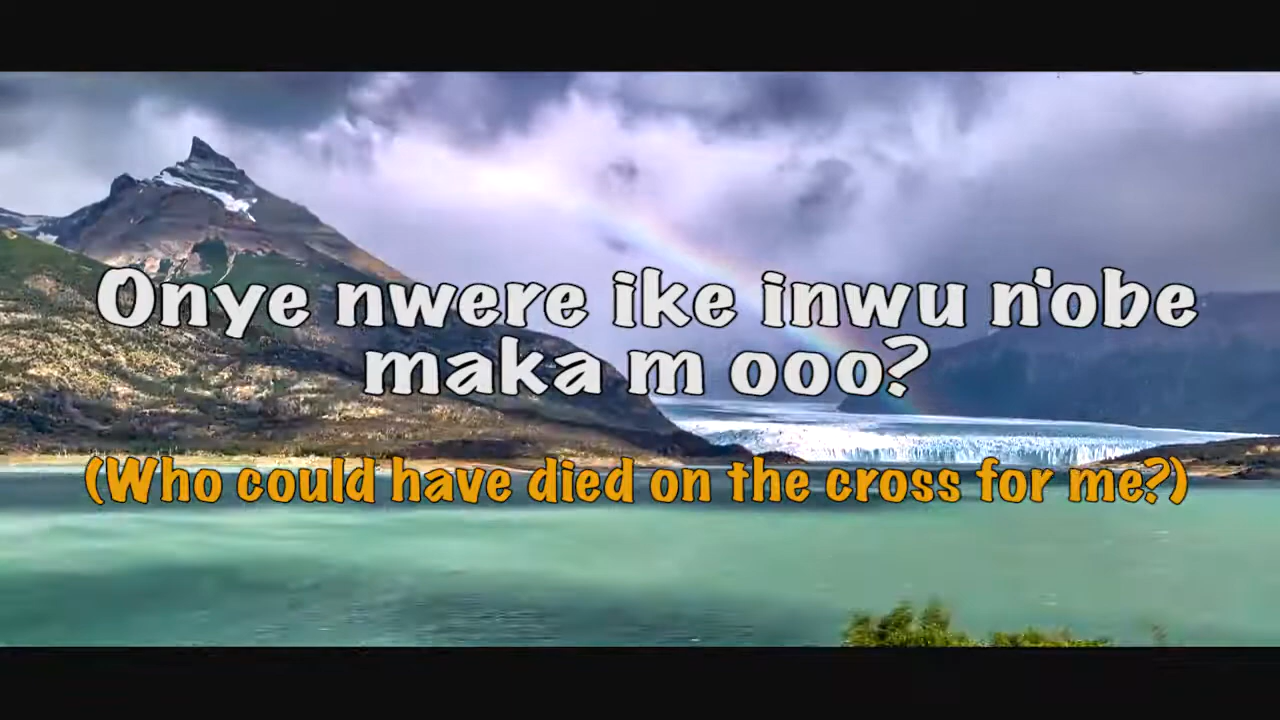 Onye nwere ike inwu n'obe
maka m ooo?
(Who could have died on the cross for me?)